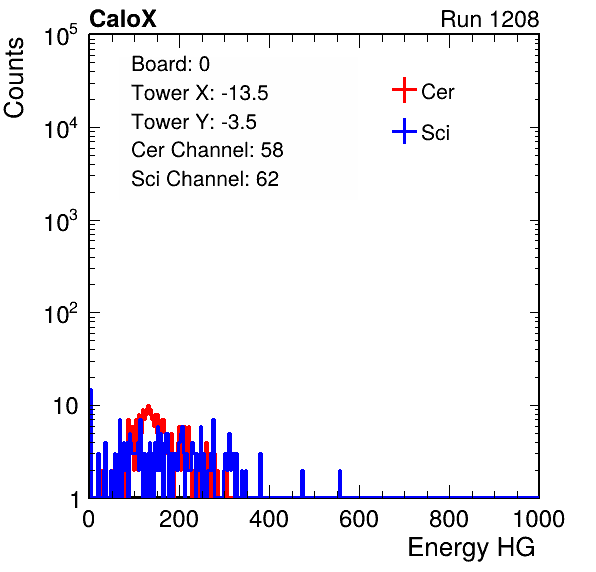 CaloX Run 1208
Counts
Board: 0
Tower X: -13.5
Tower Y: -3.5
Cer Channel: 58
Sci Channel: 62
Cer
Sci
10^5
10^4
10^3
10^2
10
1
0 200 400 600 800 1000
Energy HG